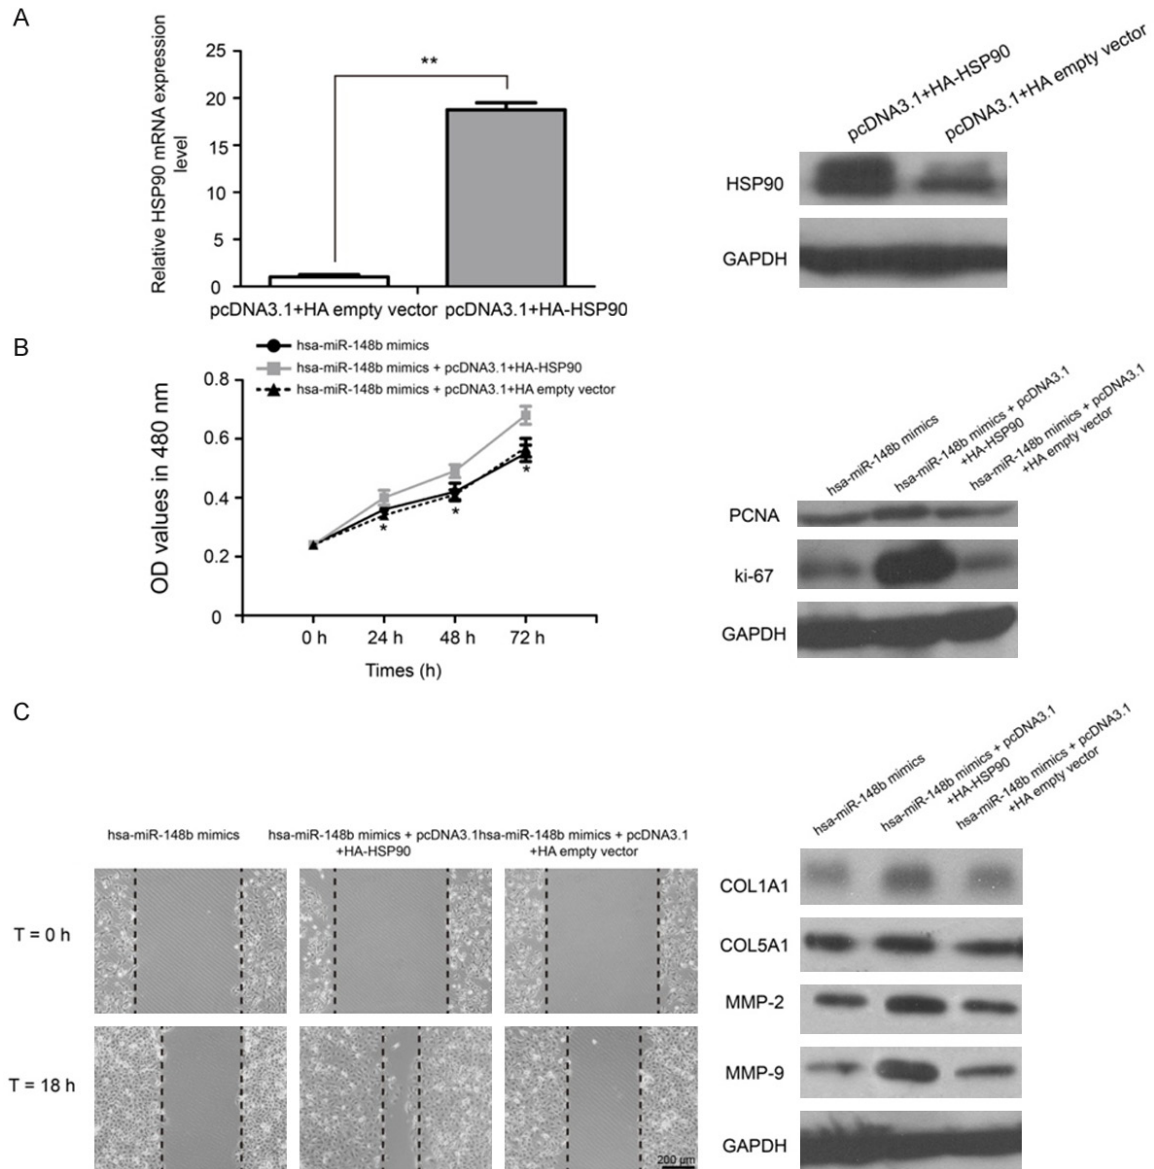 A
Relative HSP90 mRNA expression
level
25
20
15
10
5
0
**
pcDNA3.1+HA empty vector
pcDNA3.1+HA-HSP90
pcDNA3.1+HA-HSP90
pcDNA3.1+HA empty vector
HSP90
GAPDH
B
hsa-miR-148b mimics
hsa-miR-148b mimics + pcDNA3.1+HA-HSP90
hsa-miR-148b mimics + pcDNA3.1+HA empty vector
OD values in 480 nm
0.8
0.6
0.4
0.2
0
*
*
*
0 h
24 h
48 h
72 h
Times (h)
hsa-miR-148b mimics
hsa-miR-148b mimics + pcDNA3.1
+HA-HSP90
hsa-miR-148b mimics + pcDNA3.1
+HA empty vector
PCNA
ki-67
GAPDH
C
hsa-miR-148b mimics
hsa-miR-148b mimics + pcDNA3.1
+HA-HSP90
hsa-miR-148b mimics + pcDNA3.1
+HA empty vector
T = 0 h
T = 18 h
200 µm
hsa-miR-148b mimics
hsa-miR-148b mimics + pcDNA3.1
+HA-HSP90
hsa-miR-148b mimics + pcDNA3.1
+HA empty vector
COL1A1
COL5A1
MMP-2
MMP-9
GAPDH